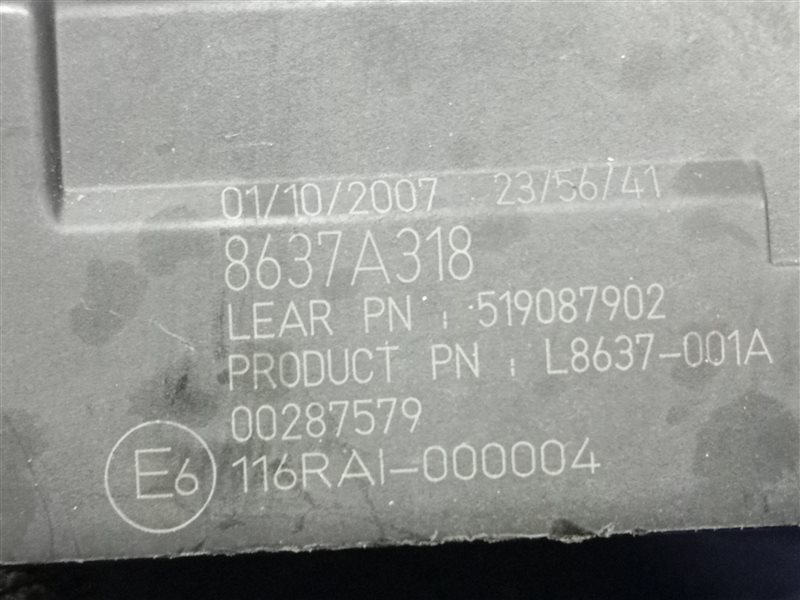 01/10/2007 23/56/41
8637A318
LEAR PN : 519087902
PRODUCT PN : L8637-001A
00287579
E6 116RAI-000004